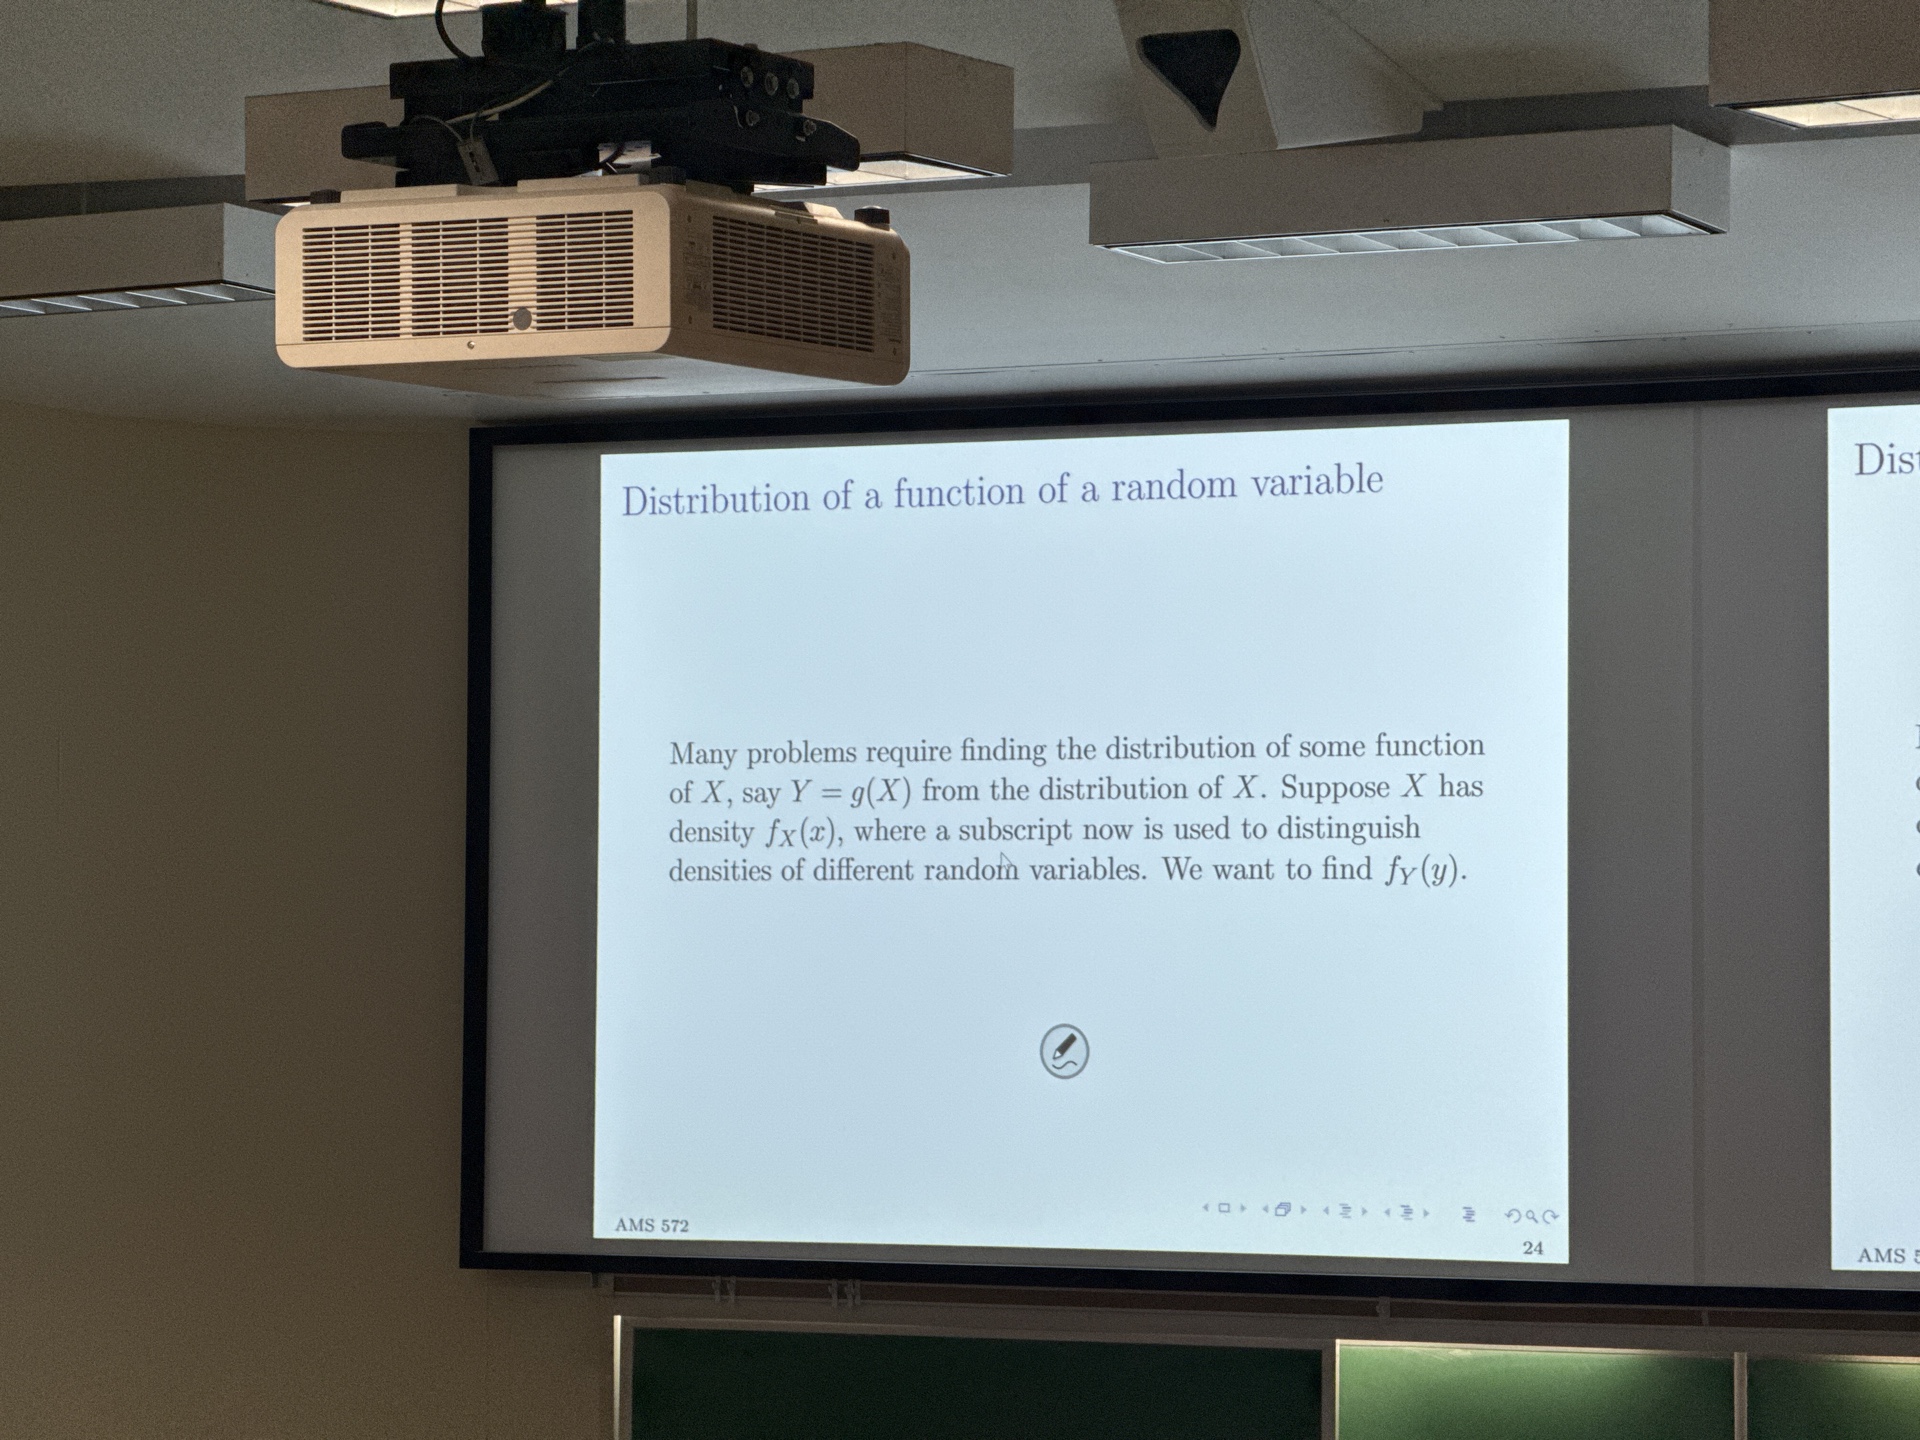 Distribution of a function of a random variable
Many problems require finding the distribution of some function
of X, say Y = g(X) from the distribution of X. Suppose X has
density f_X(x), where a subscript now is used to distinguish
densities of different random variables. We want to find f_Y(y).
AMS 572
24
Dis
AMS 5